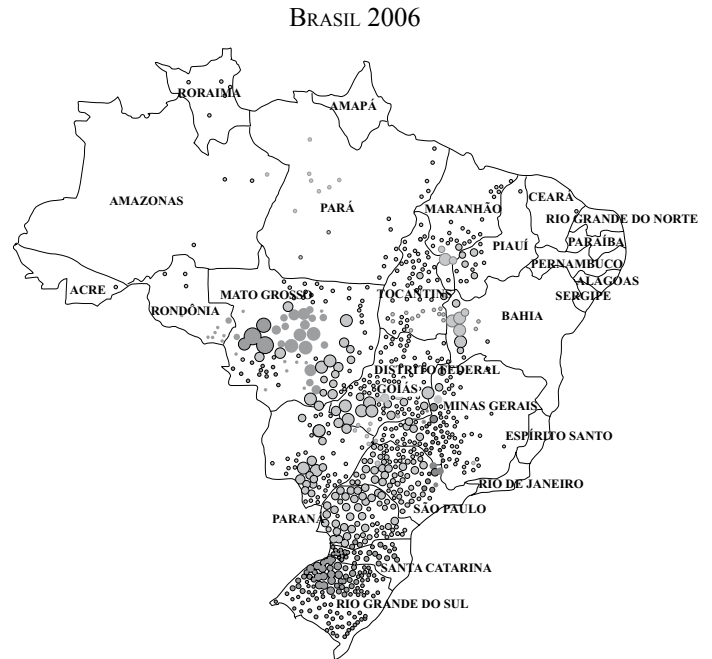 BRASIL 2006
RORAIMA
AMAPÁ
AMAZONAS
PARÁ
MARANHÃO
CEARÁ
RIO GRANDE DO NORTE
PARAÍBA
PIAUÍ
PERNAMBUCO
ALAGOAS
SERGIPE
ACRE
RONDÔNIA
MATO GROSSO
TOCANTINS
BAHIA
DISTRITO FEDERAL
GOIÁS
MINAS GERAIS
ESPÍRITO SANTO
RIO DE JANEIRO
SÃO PAULO
PARANÁ
SANTA CATARINA
RIO GRANDE DO SUL